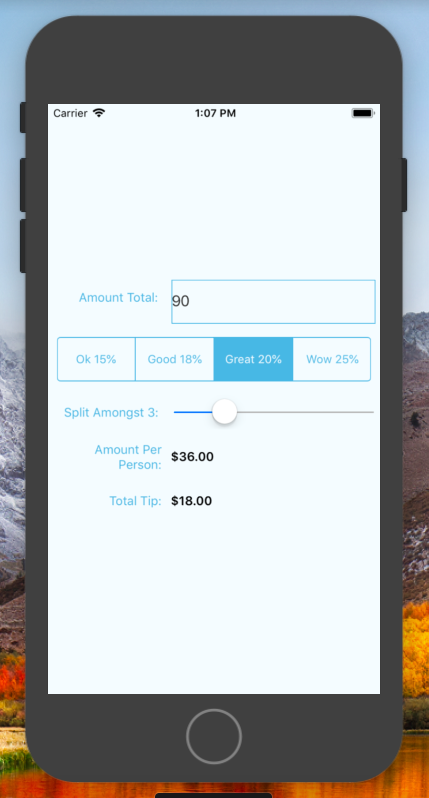 Carrier 1:07 PM
Amount Total: 90
Ok 15% Good 18% Great 20% Wow 25%
Split Amongst 3:
Amount Per
Person: $36.00
Total Tip: $18.00